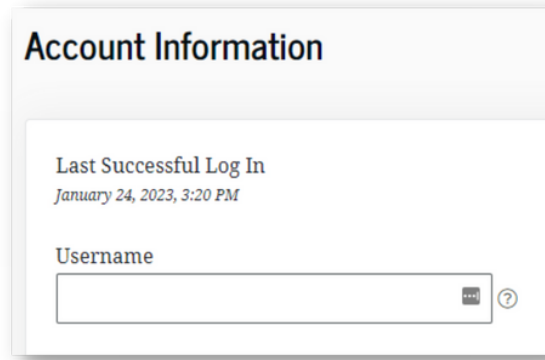 Account Information
Last Successful Log In
January 24, 2023, 3:20 PM
Username
?